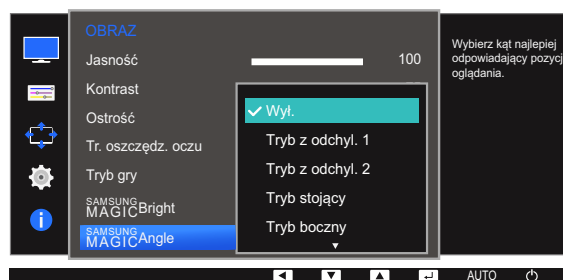 OBRAZ
Jasność 100
Kontrast
Ostrość
Tr. oszczędz. oczu
Tryb gry
SAMSUNG MAGICBright
SAMSUNG MAGICAngle
Wył.
Tryb z odchyl. 1
Tryb z odchyl. 2
Tryb stojący
Tryb boczny
Wybierz kąt najlepiej
odpowiadający pozycji
oglądania.
AUTO